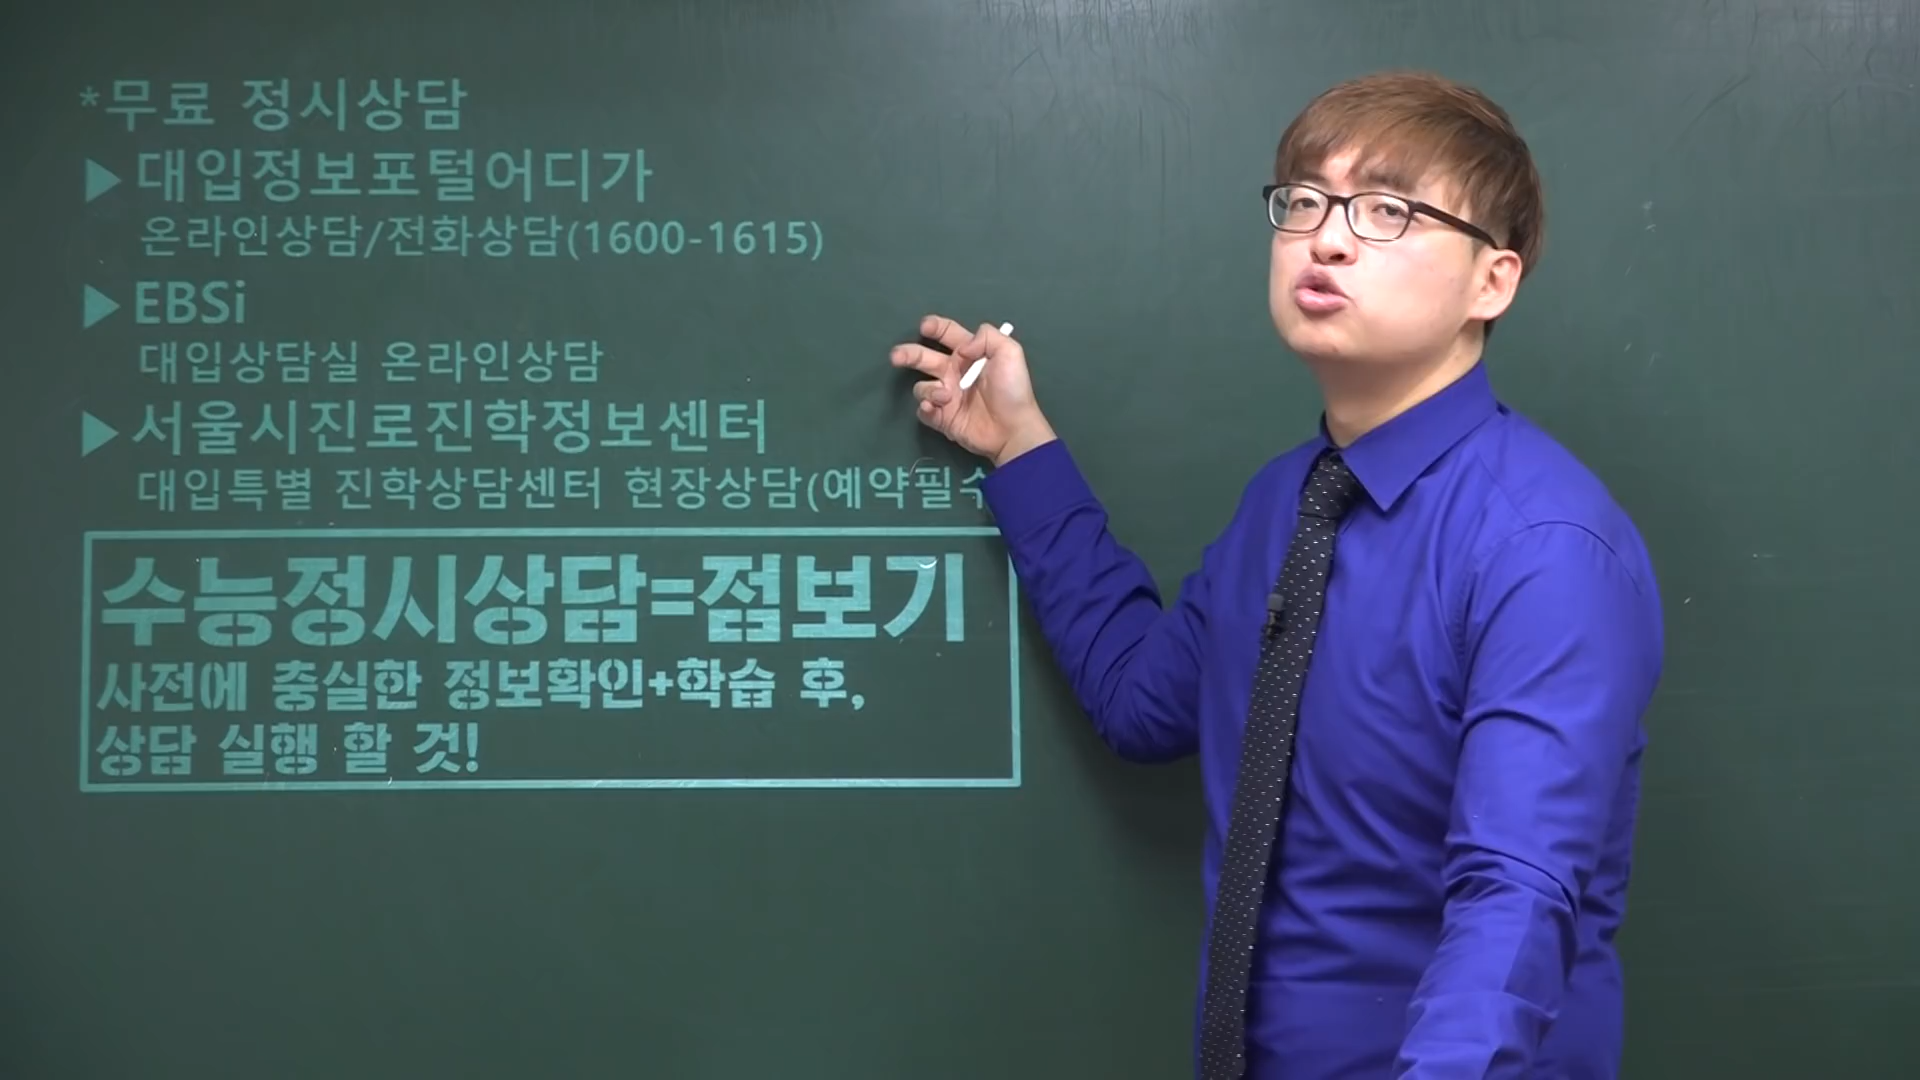 *무료 정시상담
▶대입정보포털어디가
온라인상담/전화상담(1600-1615)
▶EBSi
대입상담실 온라인상담
▶서울시진로진학정보센터
대입특별 진학상담센터 현장상담(예약필수
수능정시상담=점보기
사전에 충실한 정보확인+학습 후,
상담 실행 할 것!